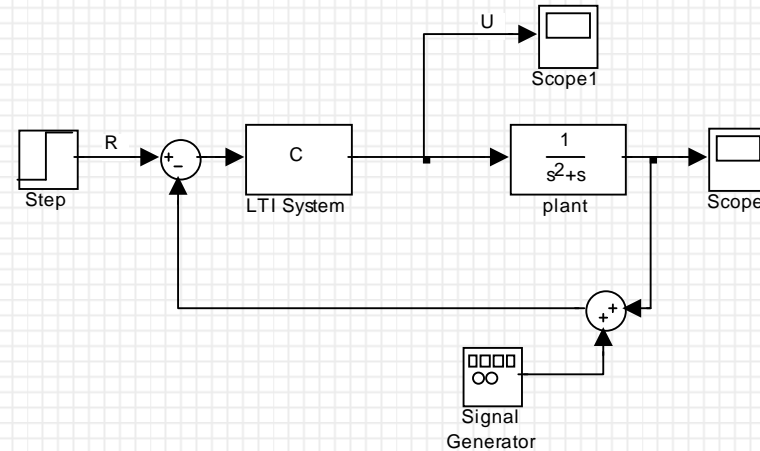 U
Scope1
R
+
−
C
1
s2+s
Step
LTI System
plant
Scope
+
+
Signal
Generator